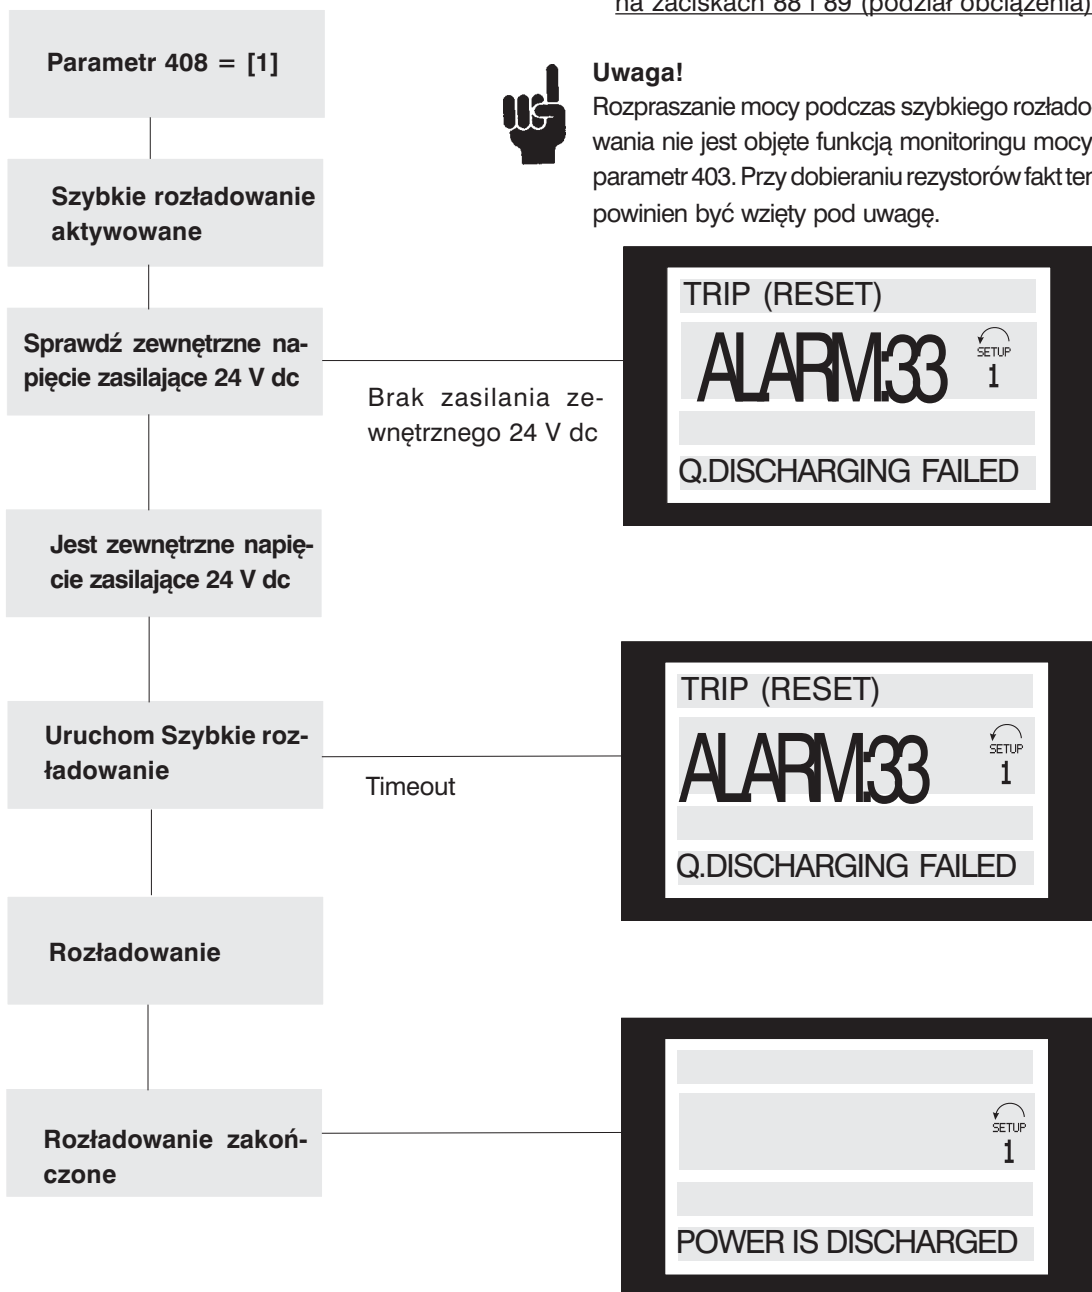 na zaciskach 88 i 89 (podział obciążenia)
Parametr 408 = [1]
Uwaga!
Rozpraszanie mocy podczas szybkiego rozłado
wania nie jest objęte funkcją monitoringu mocy
parametr 403. Przy dobieraniu rezystorów fakt ten
powinien być wzięty pod uwagę.
Szybkie rozładowanie
aktywowane
Sprawdź zewnętrzne na-
pięcie zasilające 24 V dc
Brak zasilania ze-
wnętrznego 24 V dc
TRIP (RESET)
ALARM:33
SETUP
1
Q.DISCHARGING FAILED
Jest zewnętrzne napię-
cie zasilające 24 V dc
Uruchom Szybkie roz-
ładowanie
Timeout
TRIP (RESET)
ALARM:33
SETUP
1
Q.DISCHARGING FAILED
Rozładowanie
Rozładowanie zakoń-
czone
SETUP
1
POWER IS DISCHARGED